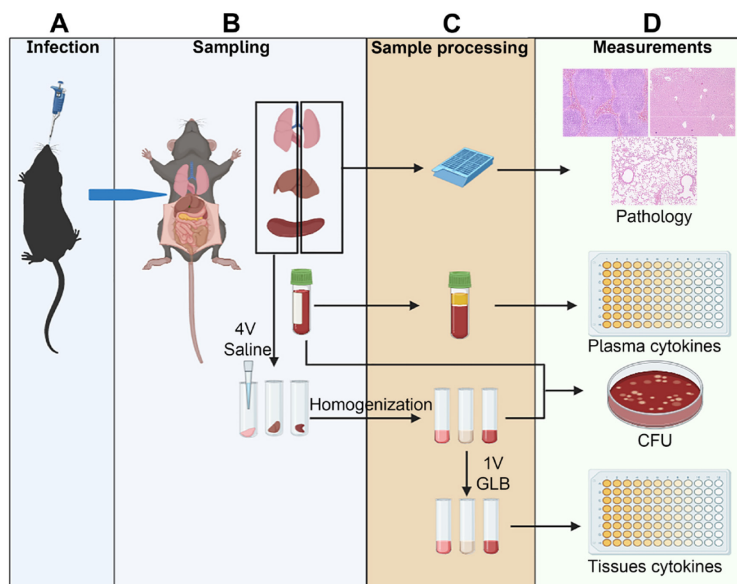 A
B
C
D
Infection
Sampling
Sample processing
Measurements
Pathology
4V
Saline
Plasma cytokines
Homogenization
CFU
1V
GLB
Tissues cytokines